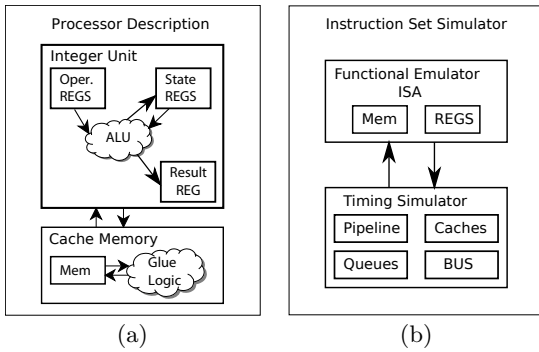 Processor Description
Integer Unit
Oper.
REGS
State
REGS
ALU
Result
REG
Cache Memory
Mem
Glue
Logic
(a)
Instruction Set Simulator
Functional Emulator
ISA
Mem
REGS
Timing Simulator
Pipeline
Caches
Queues
BUS
(b)